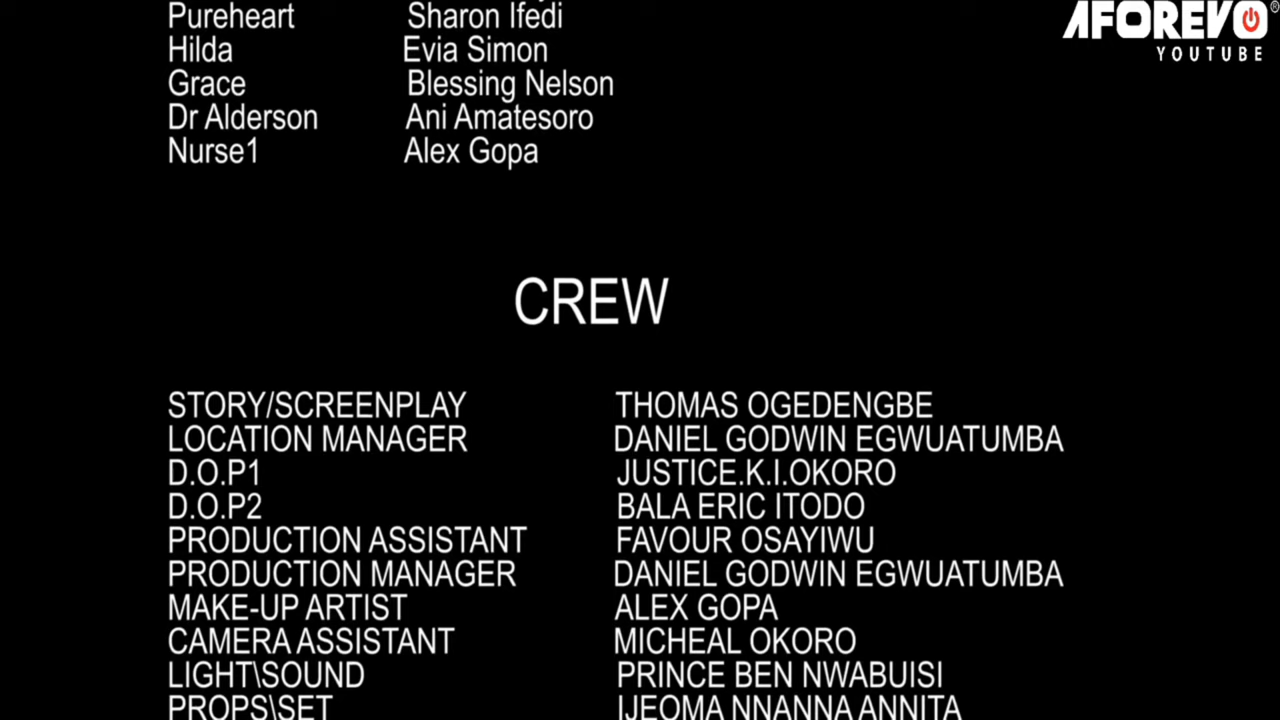 Pureheart Sharon Ifedi
Hilda Evia Simon
Grace Blessing Nelson
Dr Alderson Ani Amatesoro
Nurse1 Alex Gopa
AFOREVO®
YOUTUBE
CREW
STORY/SCREENPLAY THOMAS OGEDENGBE
LOCATION MANAGER DANIEL GODWIN EGWUATUMBA
D.O.P1 JUSTICE.K.I.OKORO
D.O.P2 BALA ERIC ITODO
PRODUCTION ASSISTANT FAVOUR OSAYIWU
PRODUCTION MANAGER DANIEL GODWIN EGWUATUMBA
MAKE-UP ARTIST ALEX GOPA
CAMERA ASSISTANT MICHEAL OKORO
LIGHT\SOUND PRINCE BEN NWABUISI
PROPS\SET IJEOMA NNANNA ANNITA